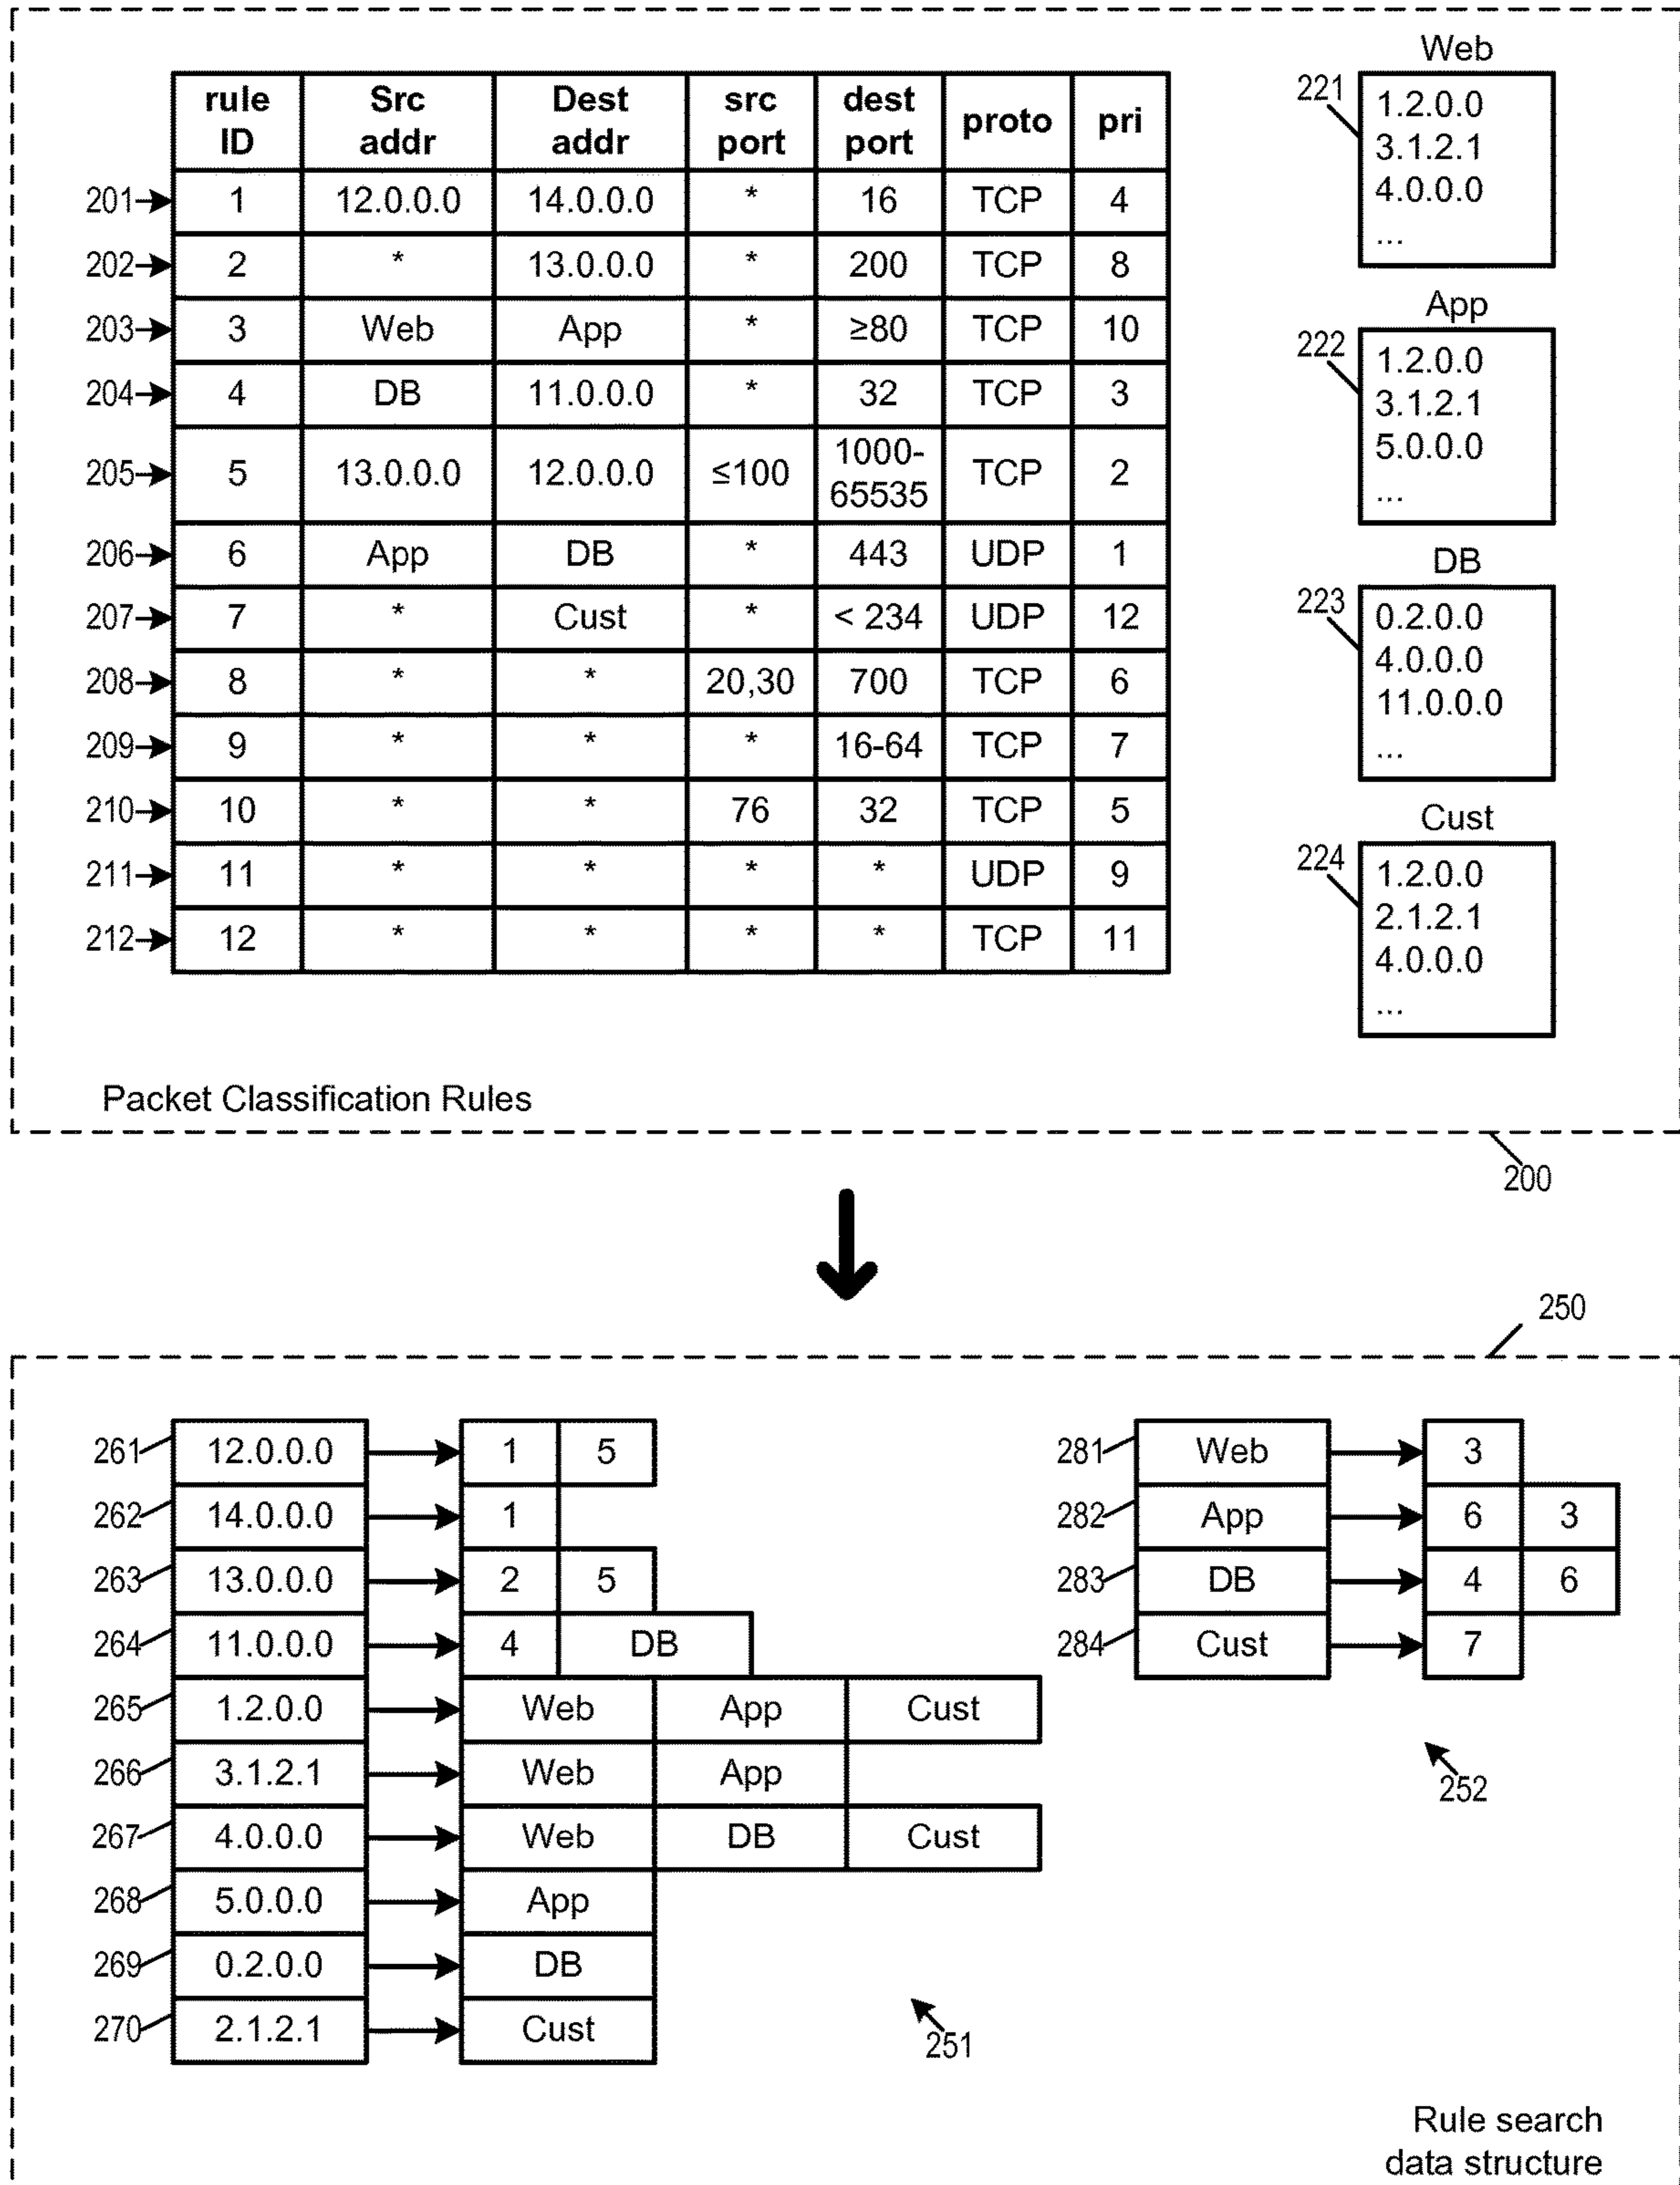 rule ID Src addr Dest addr src port dest port proto pri
201 1 12.0.0.0 14.0.0.0 * 16 TCP 4
202 2 * 13.0.0.0 * 200 TCP 8
203 3 Web App * ≥80 TCP 10
204 4 DB 11.0.0.0 * 32 TCP 3
205 5 13.0.0.0 12.0.0.0 ≤100 1000-65535 TCP 2
206 6 App DB * 443 UDP 1
207 7 * Cust * < 234 UDP 12
208 8 * * 20,30 700 TCP 6
209 9 * * * 16-64 TCP 7
210 10 * * 76 32 TCP 5
211 11 * * * * UDP 9
212 12 * * * * TCP 11
Web
221
1.2.0.0
3.1.2.1
4.0.0.0
...
App
222
1.2.0.0
3.1.2.1
5.0.0.0
...
DB
223
0.2.0.0
4.0.0.0
11.0.0.0
...
Cust
224
1.2.0.0
2.1.2.1
4.0.0.0
...
Packet Classification Rules
200
250
261 12.0.0.0 1 5
262 14.0.0.0 1
263 13.0.0.0 2 5
264 11.0.0.0 4 DB
265 1.2.0.0 Web App Cust
266 3.1.2.1 Web App
267 4.0.0.0 Web DB Cust
268 5.0.0.0 App
269 0.2.0.0 DB
270 2.1.2.1 Cust
251
281 Web 3
282 App 6 3
283 DB 4 6
284 Cust 7
252
Rule search
data structure